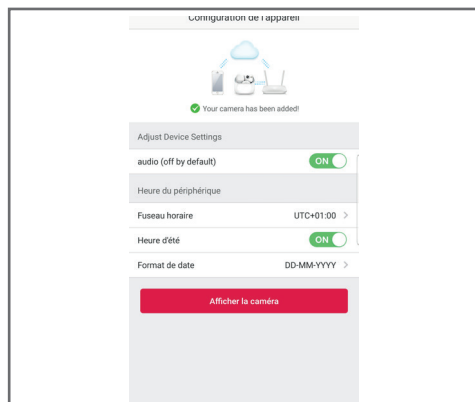 Configuration de l'appareil
Your camera has been added!
Adjust Device Settings
audio (off by default) ON
Heure du périphérique
Fuseau horaire UTC+01:00 >
Heure d'été ON
Format de date DD-MM-YYYY >
Afficher la caméra